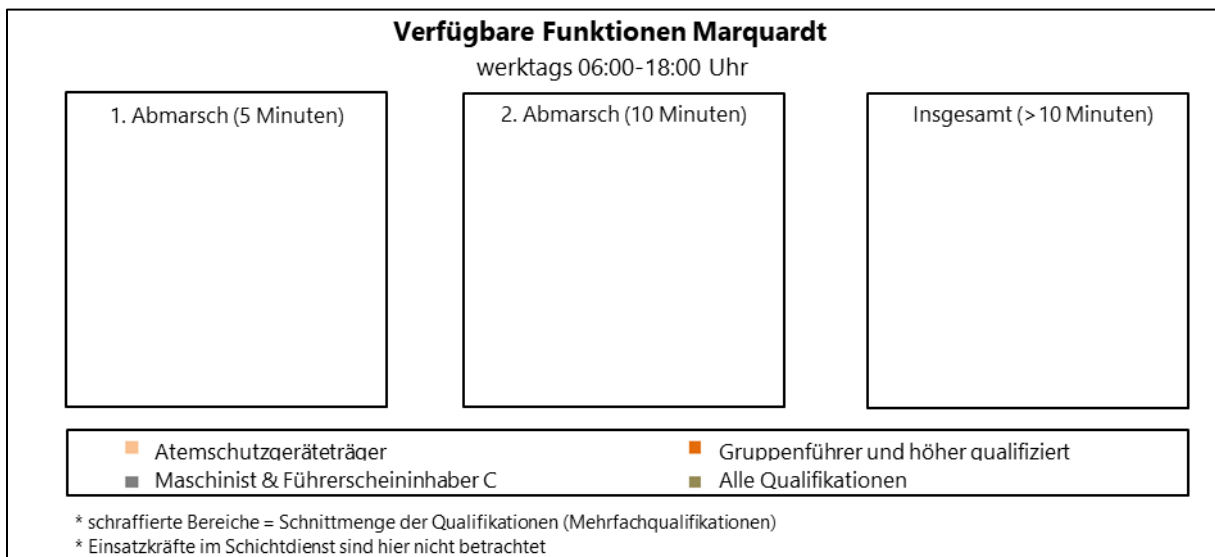 Verfügbare Funktionen Marquardt
werktags 06:00-18:00 Uhr
1. Abmarsch (5 Minuten)
2. Abmarsch (10 Minuten)
Insgesamt (>10 Minuten)
Atemschutzgeräteträger
Gruppenführer und höher qualifiziert
Maschinist & Führerscheininhaber C
Alle Qualifikationen
* schraffierte Bereiche = Schnittmenge der Qualifikationen (Mehrfachqualifikationen)
* Einsatzkräfte im Schichtdienst sind hier nicht betrachtet